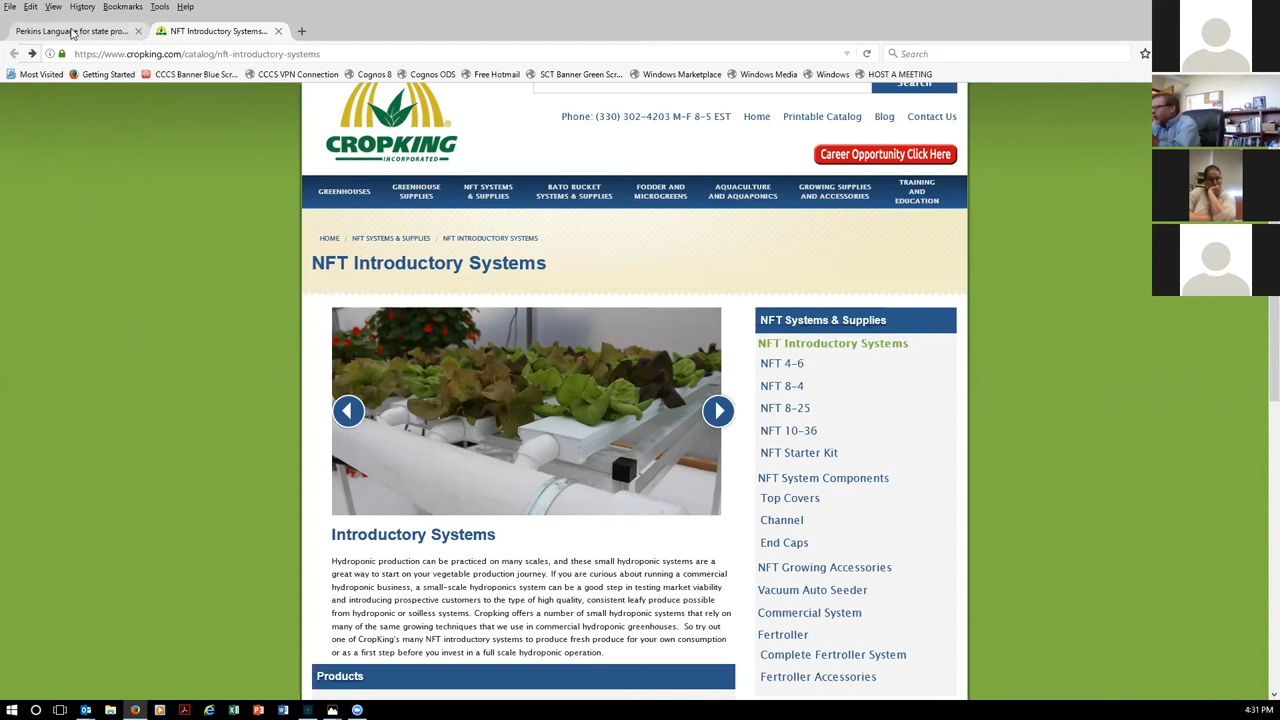 File Edit View History Bookmarks Tools Help
Perkins Language for state pro...
NFT Introductory Systems...
https://www.cropking.com/catalog/nft-introductory-systems
Search
Most Visited Getting Started CCCS Banner Blue Scr... CCCS VPN Connection Cognos 8 Cognos ODS Free Hotmail SCT Banner Green Scr... Windows Marketplace Windows Media Windows HOST A MEETING
Search
CROPKING
INCORPORATED
Phone: (330) 302-4203 M-F 8-5 EST Home Printable Catalog Blog Contact Us
Career Opportunity Click Here
GREENHOUSES
GREENHOUSE
SUPPLIES
NFT SYSTEMS
& SUPPLIES
BATO BUCKET
SYSTEMS & SUPPLIES
FODDER AND
MICROGREENS
AQUACULTURE
AND AQUAPONICS
GROWING SUPPLIES
AND ACCESSORIES
TRAINING
AND
EDUCATION
HOME / NFT SYSTEMS & SUPPLIES / NFT INTRODUCTORY SYSTEMS
NFT Introductory Systems
Introductory Systems
Hydroponic production can be practiced on many scales, and these small hydroponic systems are a
great way to start on your vegetable production journey. If you are curious about running a commercial
hydroponic business, a small-scale hydroponics system can be a good step in testing market viability
and introducing prospective customers to the type of high quality, consistent leafy produce possible
from hydroponic or soilless systems. Cropking offers a number of small hydroponic systems that rely on
many of the same growing techniques that we use in commercial hydroponic greenhouses. So try out
one of CropKing's many NFT introductory systems to produce fresh produce for your own consumption
or as a first step before you invest in a full scale hydroponic operation.
Products
NFT Systems & Supplies
NFT Introductory Systems
NFT 4-6
NFT 8-4
NFT 8-25
NFT 10-36
NFT Starter Kit
NFT System Components
Top Covers
Channel
End Caps
NFT Growing Accessories
Vacuum Auto Seeder
Commercial System
Fertroller
Complete Fertroller System
Fertroller Accessories
4:31 PM